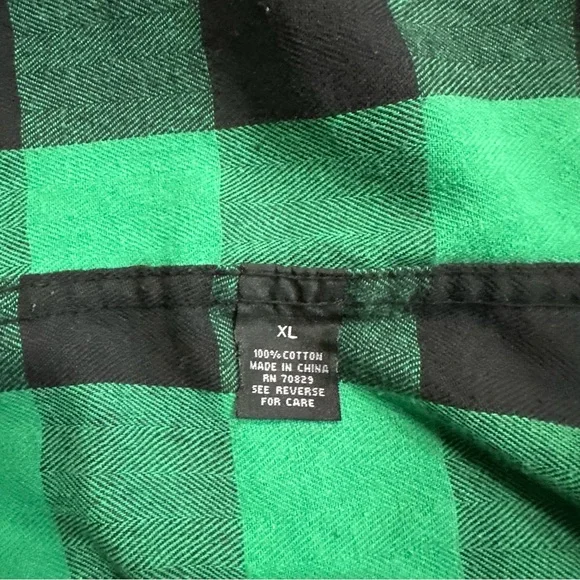 XL
100% COTTON
MADE IN CHINA
RN 70829
SEE REVERSE
FOR CARE